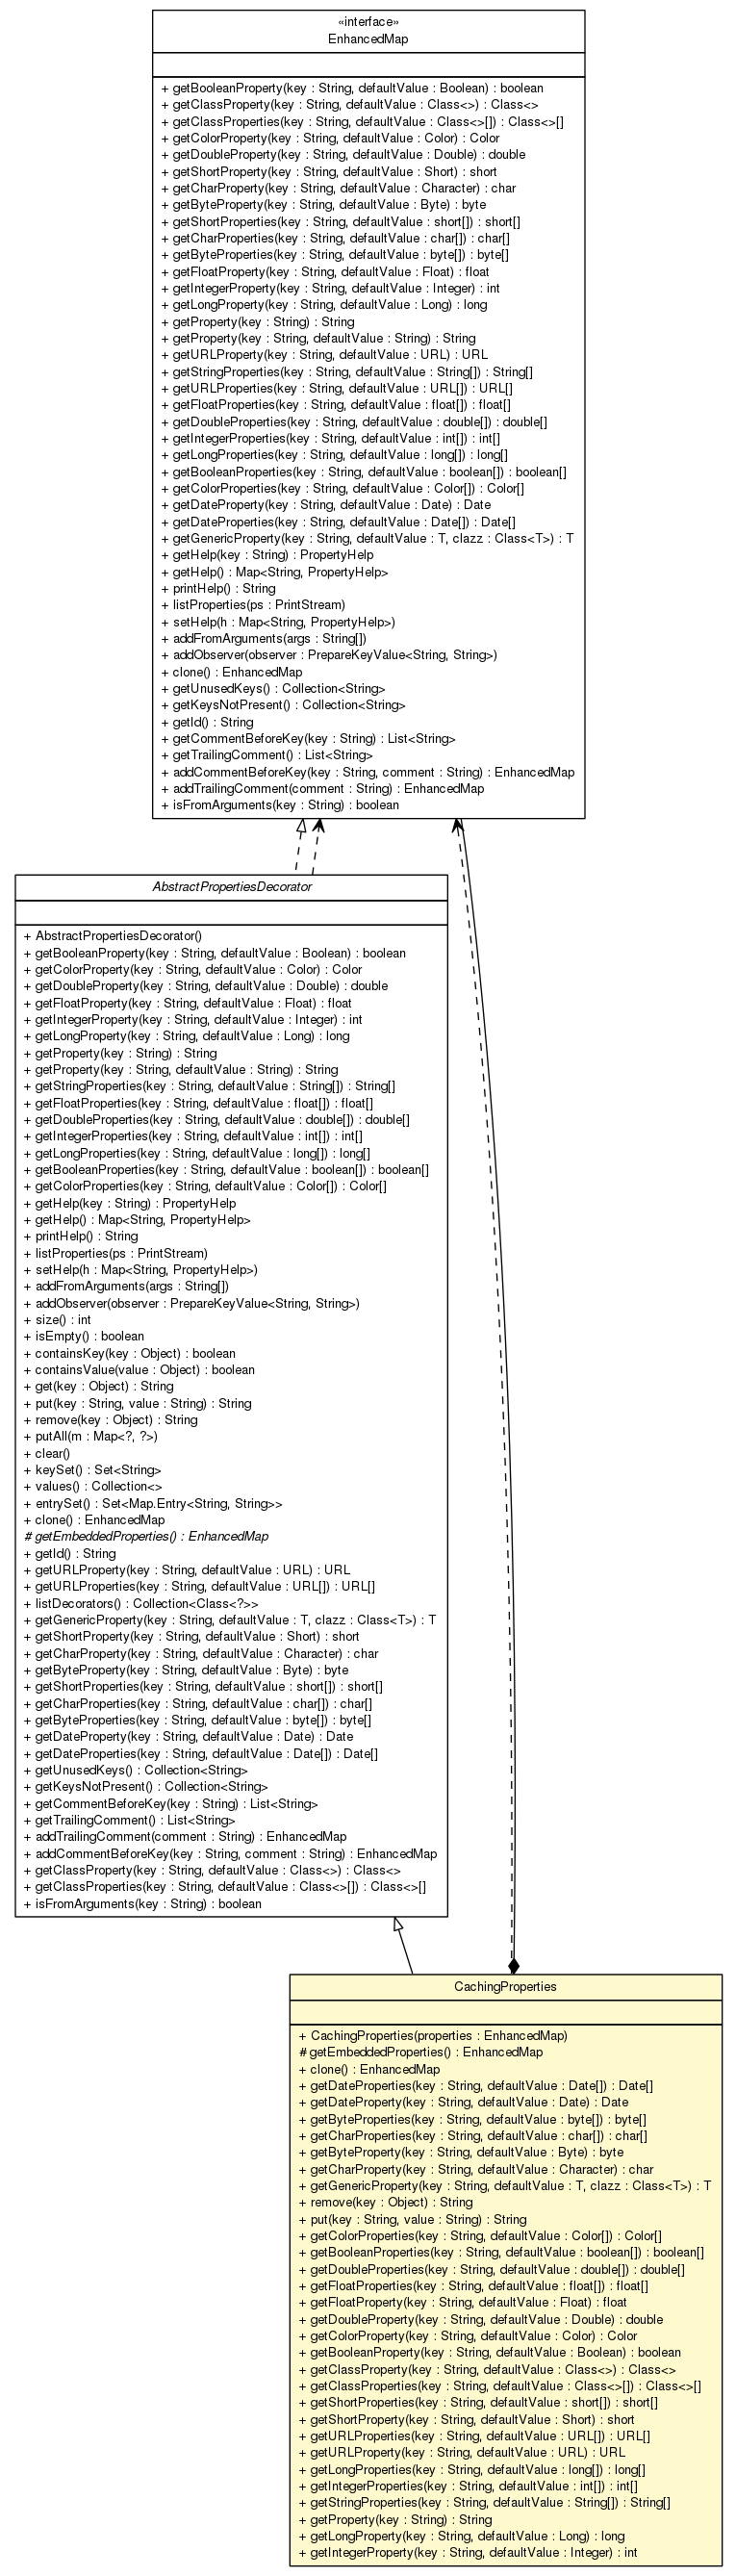 «interface»
EnhancedMap
+ getBooleanProperty(key : String, defaultValue : Boolean) : boolean
+ getClassProperty(key : String, defaultValue : Class<>) : Class<>
+ getClassProperties(key : String, defaultValue : Class<>[]) : Class<>[]
+ getColorProperty(key : String, defaultValue : Color) : Color
+ getDoubleProperty(key : String, defaultValue : Double) : double
+ getShortProperty(key : String, defaultValue : Short) : short
+ getCharProperty(key : String, defaultValue : Character) : char
+ getByteProperty(key : String, defaultValue : Byte) : byte
+ getShortProperties(key : String, defaultValue : short[]) : short[]
+ getCharProperties(key : String, defaultValue : char[]) : char[]
+ getByteProperties(key : String, defaultValue : byte[]) : byte[]
+ getFloatProperty(key : String, defaultValue : Float) : float
+ getIntegerProperty(key : String, defaultValue : Integer) : int
+ getLongProperty(key : String, defaultValue : Long) : long
+ getProperty(key : String) : String
+ getProperty(key : String, defaultValue : String) : String
+ getURLProperty(key : String, defaultValue : URL) : URL
+ getStringProperties(key : String, defaultValue : String[]) : String[]
+ getURLProperties(key : String, defaultValue : URL[]) : URL[]
+ getFloatProperties(key : String, defaultValue : float[]) : float[]
+ getDoubleProperties(key : String, defaultValue : double[]) : double[]
+ getIntegerProperties(key : String, defaultValue : int[]) : int[]
+ getLongProperties(key : String, defaultValue : long[]) : long[]
+ getBooleanProperties(key : String, defaultValue : boolean[]) : boolean[]
+ getColorProperties(key : String, defaultValue : Color[]) : Color[]
+ getDateProperty(key : String, defaultValue : Date) : Date
+ getDateProperties(key : String, defaultValue : Date[]) : Date[]
+ getGenericProperty(key : String, defaultValue : T, clazz : Class<T>) : T
+ getHelp(key : String) : PropertyHelp
+ getHelp() : Map<String, PropertyHelp>
+ printHelp() : String
+ listProperties(ps : PrintStream)
+ setHelp(h : Map<String, PropertyHelp>)
+ addFromArguments(args : String[])
+ addObserver(observer : PrepareKeyValue<String, String>)
+ clone() : EnhancedMap
+ getUnusedKeys() : Collection<String>
+ getKeysNotPresent() : Collection<String>
+ getId() : String
+ getCommentBeforeKey(key : String) : List<String>
+ getTrailingComment() : List<String>
+ addCommentBeforeKey(key : String, comment : String) : EnhancedMap
+ addTrailingComment(comment : String) : EnhancedMap
+ isFromArguments(key : String) : boolean
AbstractPropertiesDecorator
+ AbstractPropertiesDecorator()
+ getBooleanProperty(key : String, defaultValue : Boolean) : boolean
+ getColorProperty(key : String, defaultValue : Color) : Color
+ getDoubleProperty(key : String, defaultValue : Double) : double
+ getFloatProperty(key : String, defaultValue : Float) : float
+ getIntegerProperty(key : String, defaultValue : Integer) : int
+ getLongProperty(key : String, defaultValue : Long) : long
+ getProperty(key : String) : String
+ getProperty(key : String, defaultValue : String) : String
+ getStringProperties(key : String, defaultValue : String[]) : String[]
+ getFloatProperties(key : String, defaultValue : float[]) : float[]
+ getDoubleProperties(key : String, defaultValue : double[]) : double[]
+ getIntegerProperties(key : String, defaultValue : int[]) : int[]
+ getLongProperties(key : String, defaultValue : long[]) : long[]
+ getBooleanProperties(key : String, defaultValue : boolean[]) : boolean[]
+ getColorProperties(key : String, defaultValue : Color[]) : Color[]
+ getHelp(key : String) : PropertyHelp
+ getHelp() : Map<String, PropertyHelp>
+ printHelp() : String
+ listProperties(ps : PrintStream)
+ setHelp(h : Map<String, PropertyHelp>)
+ addFromArguments(args : String[])
+ addObserver(observer : PrepareKeyValue<String, String>)
+ size() : int
+ isEmpty() : boolean
+ containsKey(key : Object) : boolean
+ containsValue(value : Object) : boolean
+ get(key : Object) : String
+ put(key : String, value : String) : String
+ remove(key : Object) : String
+ putAll(m : Map<?, ?>)
+ clear()
+ keySet() : Set<String>
+ values() : Collection<>
+ entrySet() : Set<Map.Entry<String, String>>
+ clone() : EnhancedMap
# getEmbeddedProperties() : EnhancedMap
+ getId() : String
+ getURLProperty(key : String, defaultValue : URL) : URL
+ getURLProperties(key : String, defaultValue : URL[]) : URL[]
+ listDecorators() : Collection<Class<?>>
+ getGenericProperty(key : String, defaultValue : T, clazz : Class<T>) : T
+ getShortProperty(key : String, defaultValue : Short) : short
+ getCharProperty(key : String, defaultValue : Character) : char
+ getByteProperty(key : String, defaultValue : Byte) : byte
+ getShortProperties(key : String, defaultValue : short[]) : short[]
+ getCharProperties(key : String, defaultValue : char[]) : char[]
+ getByteProperties(key : String, defaultValue : byte[]) : byte[]
+ getDateProperty(key : String, defaultValue : Date) : Date
+ getDateProperties(key : String, defaultValue : Date[]) : Date[]
+ getUnusedKeys() : Collection<String>
+ getKeysNotPresent() : Collection<String>
+ getCommentBeforeKey(key : String) : List<String>
+ getTrailingComment() : List<String>
+ addTrailingComment(comment : String) : EnhancedMap
+ addCommentBeforeKey(key : String, comment : String) : EnhancedMap
+ getClassProperty(key : String, defaultValue : Class<>) : Class<>
+ getClassProperties(key : String, defaultValue : Class<>[]) : Class<>[]
+ isFromArguments(key : String) : boolean
CachingProperties
+ CachingProperties(properties : EnhancedMap)
# getEmbeddedProperties() : EnhancedMap
+ clone() : EnhancedMap
+ getDateProperties(key : String, defaultValue : Date[]) : Date[]
+ getDateProperty(key : String, defaultValue : Date) : Date
+ getByteProperties(key : String, defaultValue : byte[]) : byte[]
+ getCharProperties(key : String, defaultValue : char[]) : char[]
+ getByteProperty(key : String, defaultValue : Byte) : byte
+ getCharProperty(key : String, defaultValue : Character) : char
+ getGenericProperty(key : String, defaultValue : T, clazz : Class<T>) : T
+ remove(key : Object) : String
+ put(key : String, value : String) : String
+ getColorProperties(key : String, defaultValue : Color[]) : Color[]
+ getBooleanProperties(key : String, defaultValue : boolean[]) : boolean[]
+ getDoubleProperties(key : String, defaultValue : double[]) : double[]
+ getFloatProperties(key : String, defaultValue : float[]) : float[]
+ getFloatProperty(key : String, defaultValue : Float) : float
+ getDoubleProperty(key : String, defaultValue : Double) : double
+ getColorProperty(key : String, defaultValue : Color) : Color
+ getBooleanProperty(key : String, defaultValue : Boolean) : boolean
+ getClassProperty(key : String, defaultValue : Class<>) : Class<>
+ getClassProperties(key : String, defaultValue : Class<>[]) : Class<>[]
+ getShortProperties(key : String, defaultValue : short[]) : short[]
+ getShortProperty(key : String, defaultValue : Short) : short
+ getURLProperties(key : String, defaultValue : URL[]) : URL[]
+ getURLProperty(key : String, defaultValue : URL) : URL
+ getLongProperties(key : String, defaultValue : long[]) : long[]
+ getIntegerProperties(key : String, defaultValue : int[]) : int[]
+ getStringProperties(key : String, defaultValue : String[]) : String[]
+ getProperty(key : String) : String
+ getLongProperty(key : String, defaultValue : Long) : long
+ getIntegerProperty(key : String, defaultValue : Integer) : int